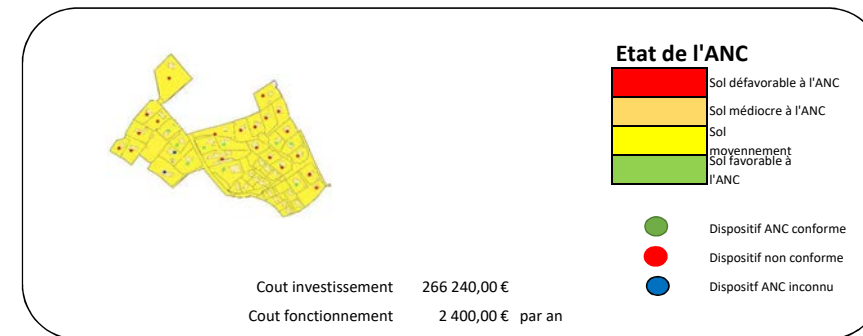 Etat de l'ANC
Sol défavorable à l'ANC
Sol médiocre à l'ANC
Sol
moyennement
Sol favorable à
l'ANC
Dispositif ANC conforme
Dispositif non conforme
Dispositf ANC inconnu
Cout investissement 266 240,00 €
Cout fonctionnement 2 400,00 € par an